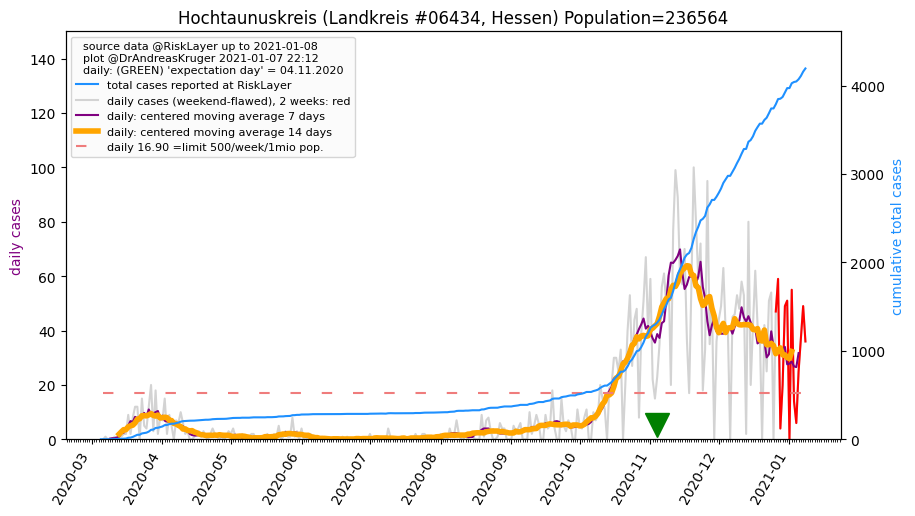 Hochtaunuskreis (Landkreis #06434, Hessen) Population=236564
source data @RiskLayer up to 2021-01-08
plot @DrAndreasKruger 2021-01-07 22:12
daily: (GREEN) 'expectation day' = 04.11.2020
total cases reported at RiskLayer
daily cases (weekend-flawed), 2 weeks: red
daily: centered moving average 7 days
daily: centered moving average 14 days
daily 16.90 =limit 500/week/1mio pop.
daily cases
140
120
100
80
60
40
20
0
cumulative total cases
4000
3000
2000
1000
0
2020-03
2020-04
2020-05
2020-06
2020-07
2020-08
2020-09
2020-10
2020-11
2020-12
2021-01